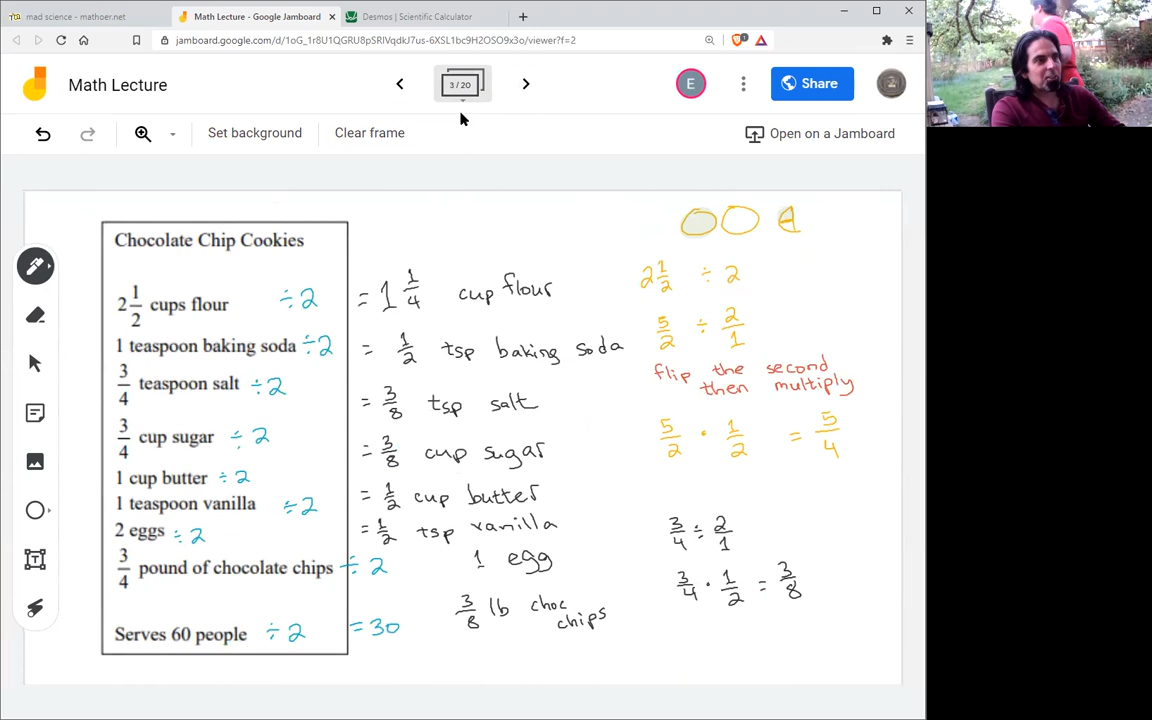 mad science - mathoer.net
Math Lecture - Google Jamboard
Desmos | Scientific Calculator
jamboard.google.com/d/1oG_1r8U1QGRU8pSRlVqdkJ7us-6XSL1bc9H2OSO9x3o/viewer?f=2
1
Math Lecture
3 / 20
E
Share
Set background
Clear frame
Open on a Jamboard
Chocolate Chip Cookies
2 1/2 cups flour ÷2 = 1 1/4 cup flour
1 teaspoon baking soda ÷2 = 1/2 tsp baking soda
3/4 teaspoon salt ÷2 = 3/8 tsp salt
3/4 cup sugar ÷2 = 3/8 cup sugar
1 cup butter ÷2 = 1/2 cup butter
1 teaspoon vanilla ÷2 = 1/2 tsp vanilla
2 eggs ÷2 1 egg
3/4 pound of chocolate chips ÷2 3/8 lb choc
chips
Serves 60 people ÷2 = 30
2 1/2 ÷ 2
5/2 ÷ 2/1
flip the second
then multiply
5/2 · 1/2 = 5/4
3/4 ÷ 2/1
3/4 · 1/2 = 3/8